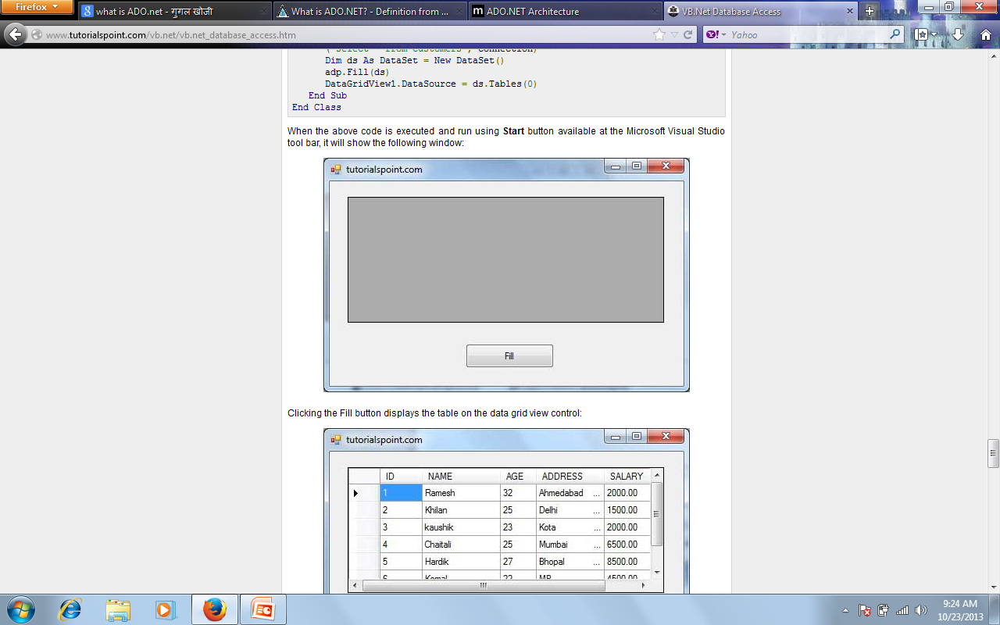 Firefox
what is ADO.net - गुगल खोजी
What is ADO.NET? - Definition from ...
ADO.NET Architecture
VB.Net Database Access
www.tutorialspoint.com/vb.net/vb.net_database_access.htm
Yahoo
Dim ds As DataSet = New DataSet()
adp.Fill(ds)
DataGridView1.DataSource = ds.Tables(0)
End Sub
End Class
When the above code is executed and run using Start button available at the Microsoft Visual Studio
tool bar, it will show the following window:
tutorialspoint.com
Fill
Clicking the Fill button displays the table on the data grid view control:
tutorialspoint.com
ID NAME AGE ADDRESS SALARY
1 Ramesh 32 Ahmedabad ... 2000.00
2 Khilan 25 Delhi ... 1500.00
3 kaushik 23 Kota ... 2000.00
4 Chaitali 25 Mumbai ... 6500.00
5 Hardik 27 Bhopal ... 8500.00
6 Komal 22 MP ... 4500.00
9:24 AM
10/23/2013